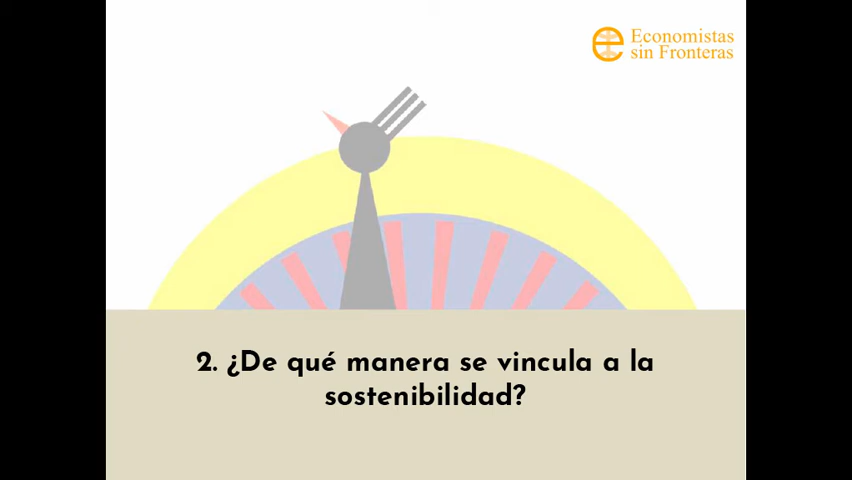 Economistas
sin Fronteras
2. ¿De qué manera se vincula a la
sostenibilidad?